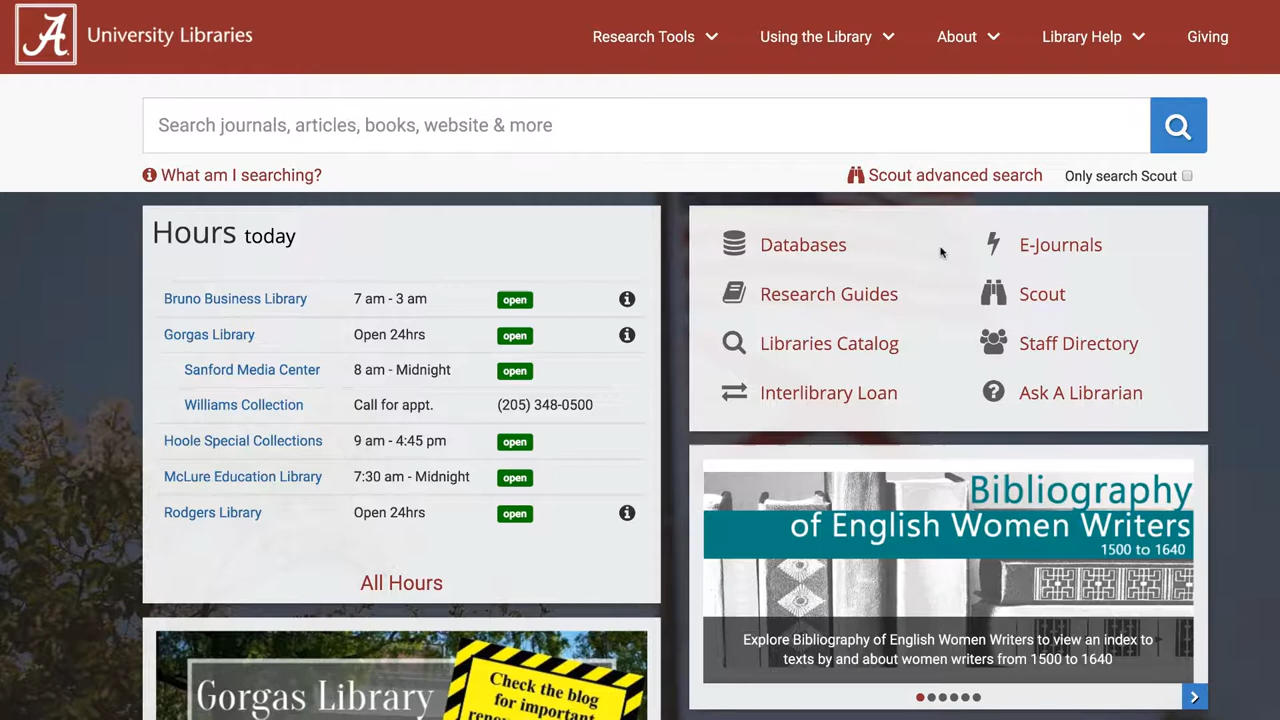 A
University Libraries
Research Tools
Using the Library
About
Library Help
Giving
Search journals, articles, books, website & more
What am I searching?
Scout advanced search
Only search Scout
Hours today
Bruno Business Library 7 am - 3 am open
Gorgas Library Open 24hrs open
Sanford Media Center 8 am - Midnight open
Williams Collection Call for appt. (205) 348-0500
Hoole Special Collections 9 am - 4:45 pm open
McLure Education Library 7:30 am - Midnight open
Rodgers Library Open 24hrs open
All Hours
Databases
E-Journals
Research Guides
Scout
Libraries Catalog
Staff Directory
Interlibrary Loan
Ask A Librarian
Bibliography
of English Women Writers
1500 to 1640
Explore Bibliography of English Women Writers to view an index to
texts by and about women writers from 1500 to 1640
Gorgas Library
Check the blog
for important